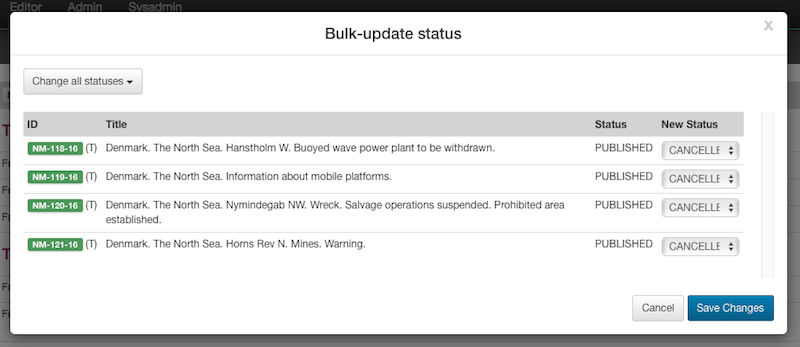 Editor Admin Sysadmin
Bulk-update status x
Change all statuses
ID Title Status New Status
NM-118-16 (T) Denmark. The North Sea. Hanstholm W. Buoyed wave power plant to be withdrawn. PUBLISHED CANCELLE
NM-119-16 (T) Denmark. The North Sea. Information about mobile platforms. PUBLISHED CANCELLE
NM-120-16 (T) Denmark. The North Sea. Nymindegab NW. Wreck. Salvage operations suspended. Prohibited area PUBLISHED CANCELLE
established.
NM-121-16 (T) Denmark. The North Sea. Horns Rev N. Mines. Warning. PUBLISHED CANCELLE
Cancel Save Changes